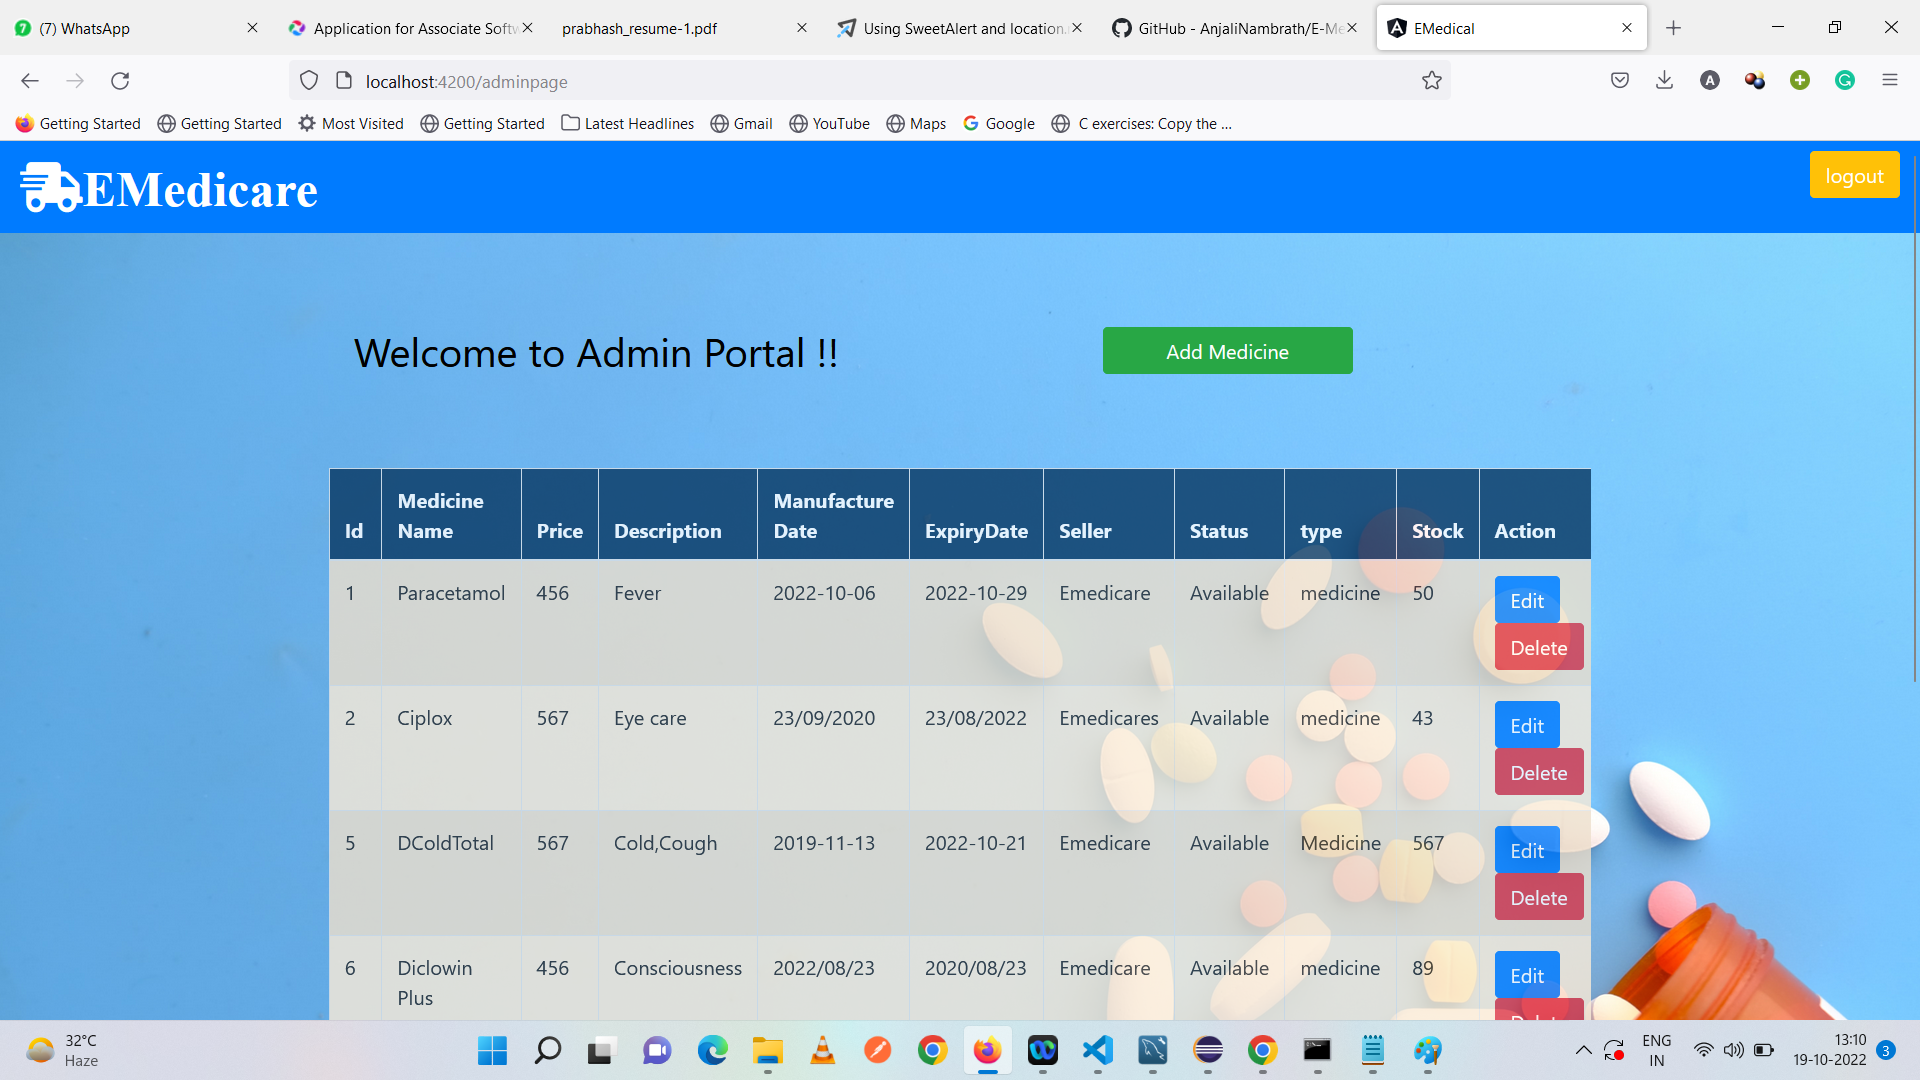 (7) WhatsApp
Application for Associate Softw
prabhash_resume-1.pdf
Using SweetAlert and location.
GitHub - AnjaliNambrath/E-Me
EMedical
localhost:4200/adminpage
Getting Started
Getting Started
Most Visited
Getting Started
Latest Headlines
Gmail
YouTube
Maps
Google
C exercises: Copy the ...
EMedicare
logout
Welcome to Admin Portal !!
Add Medicine
Id Medicine Name Price Description Manufacture Date ExpiryDate Seller Status type Stock Action
1 Paracetamol 456 Fever 2022-10-06 2022-10-29 Emedicare Available medicine 50 Edit
Delete
2 Ciplox 567 Eye care 23/09/2020 23/08/2022 Emedicares Available medicine 43 Edit
Delete
5 DColdTotal 567 Cold,Cough 2019-11-13 2022-10-21 Emedicare Available Medicine 567 Edit
Delete
6 Diclowin Plus 456 Consciousness 2022/08/23 2020/08/23 Emedicare Available medicine 89 Edit
32°C
Haze
ENG
IN
13:10
19-10-2022
3